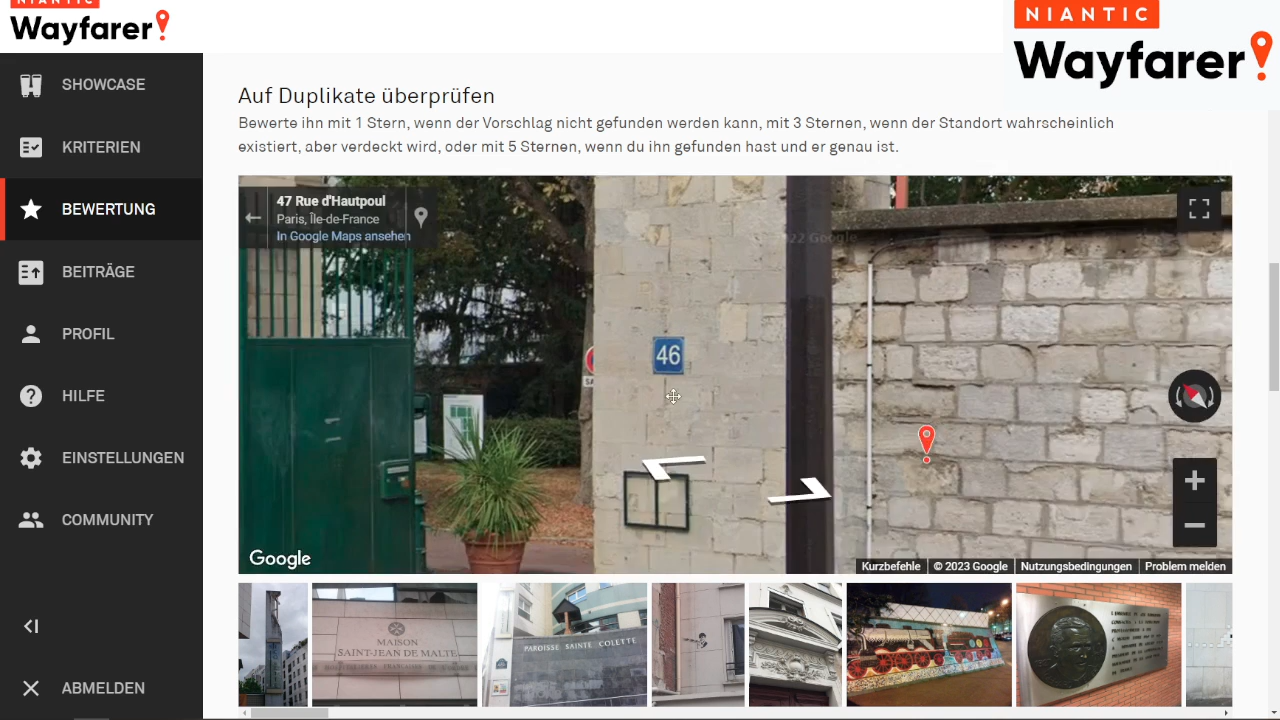 NIANTIC
Wayfarer
NIANTIC
Wayfarer
SHOWCASE
KRITERIEN
BEWERTUNG
BEITRÄGE
PROFIL
HILFE
EINSTELLUNGEN
COMMUNITY
ABMELDEN
Auf Duplikate überprüfen
Bewerte ihn mit 1 Stern, wenn der Vorschlag nicht gefunden werden kann, mit 3 Sternen, wenn der Standort wahrscheinlich
existiert, aber verdeckt wird, oder mit 5 Sternen, wenn du ihn gefunden hast und er genau ist.
47 Rue d'Hautpoul
Paris, Île-de-France
In Google Maps ansehen
2022 Google
46
Google
Kurzbefehle
© 2023 Google
Nutzungsbedingungen
Problem melden
MAISON
SAINT-JEAN DE MALTE
PAROISSE SAINTE COLETTE